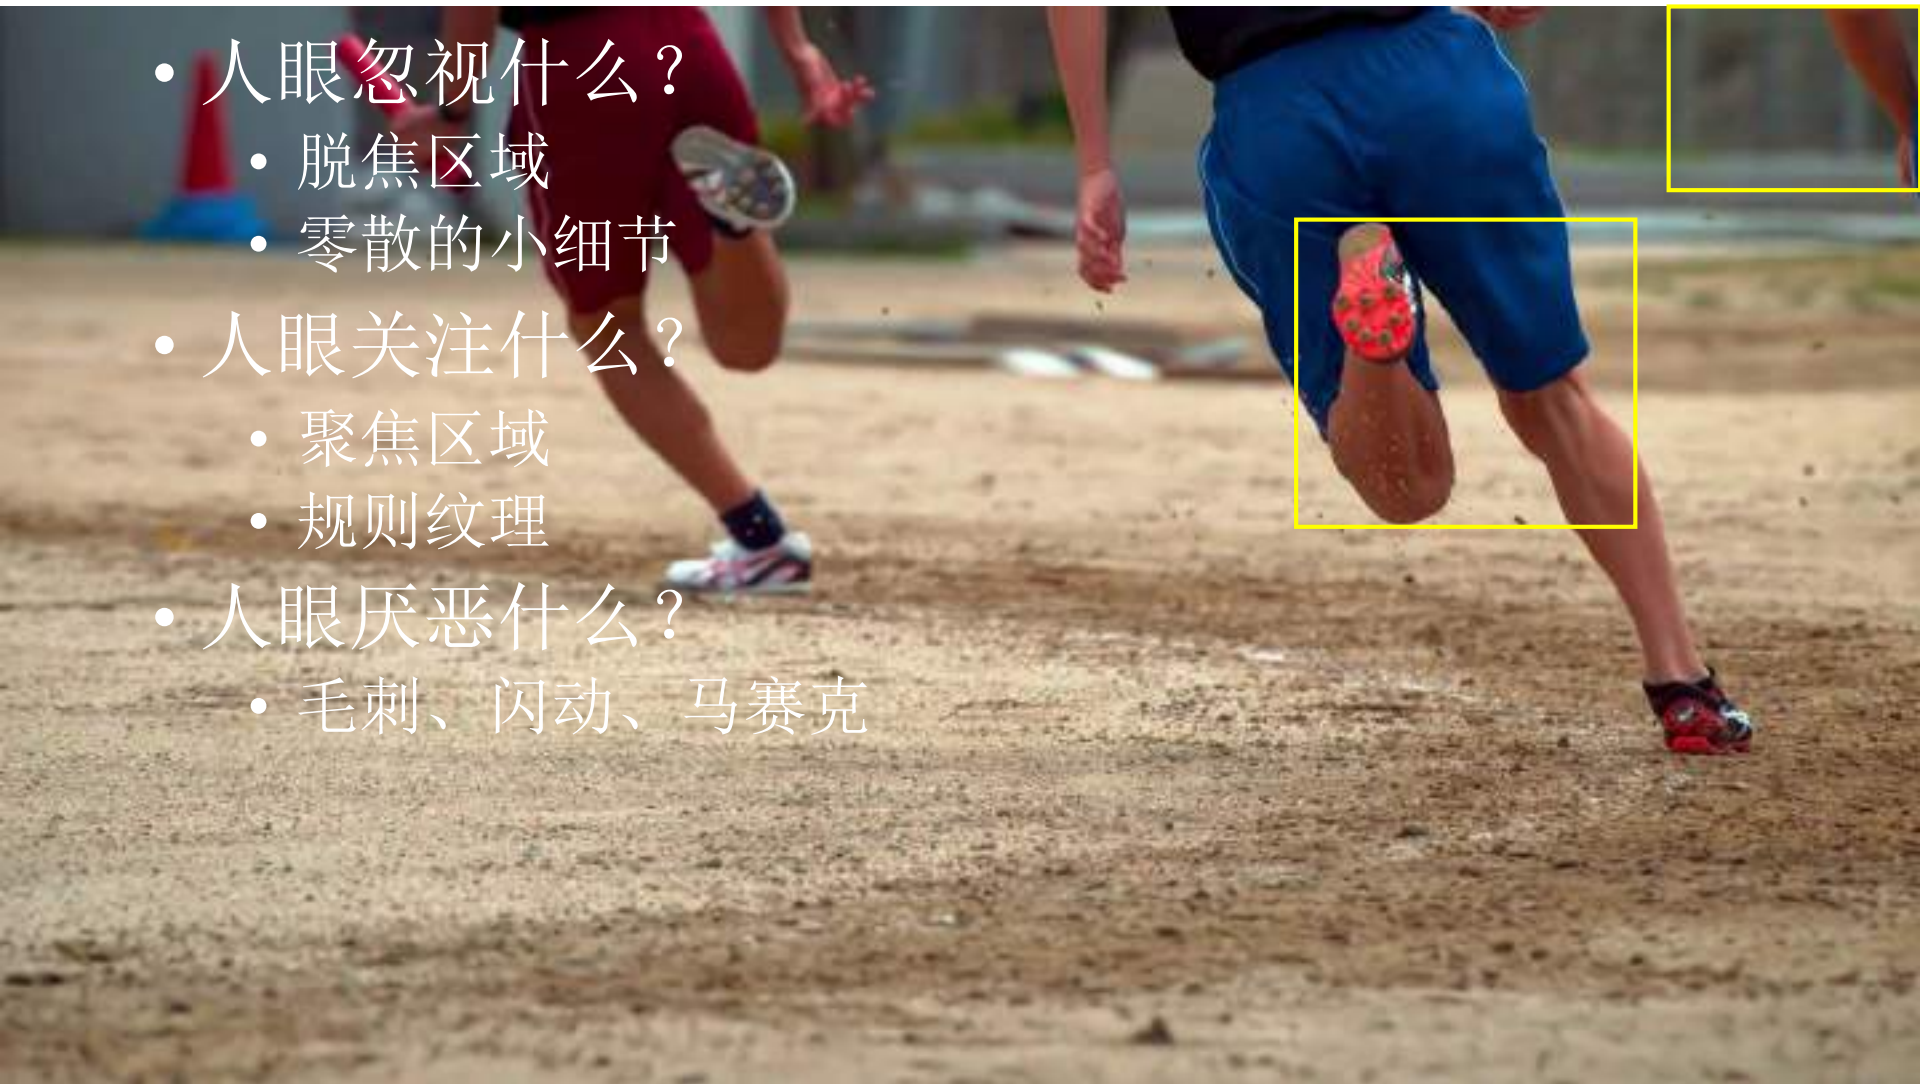 • 人眼忽视什么？
• 脱焦区域
• 零散的小细节
• 人眼关注什么？
• 聚焦区域
• 规则纹理
• 人眼厌恶什么？
• 毛刺、闪动、马赛克